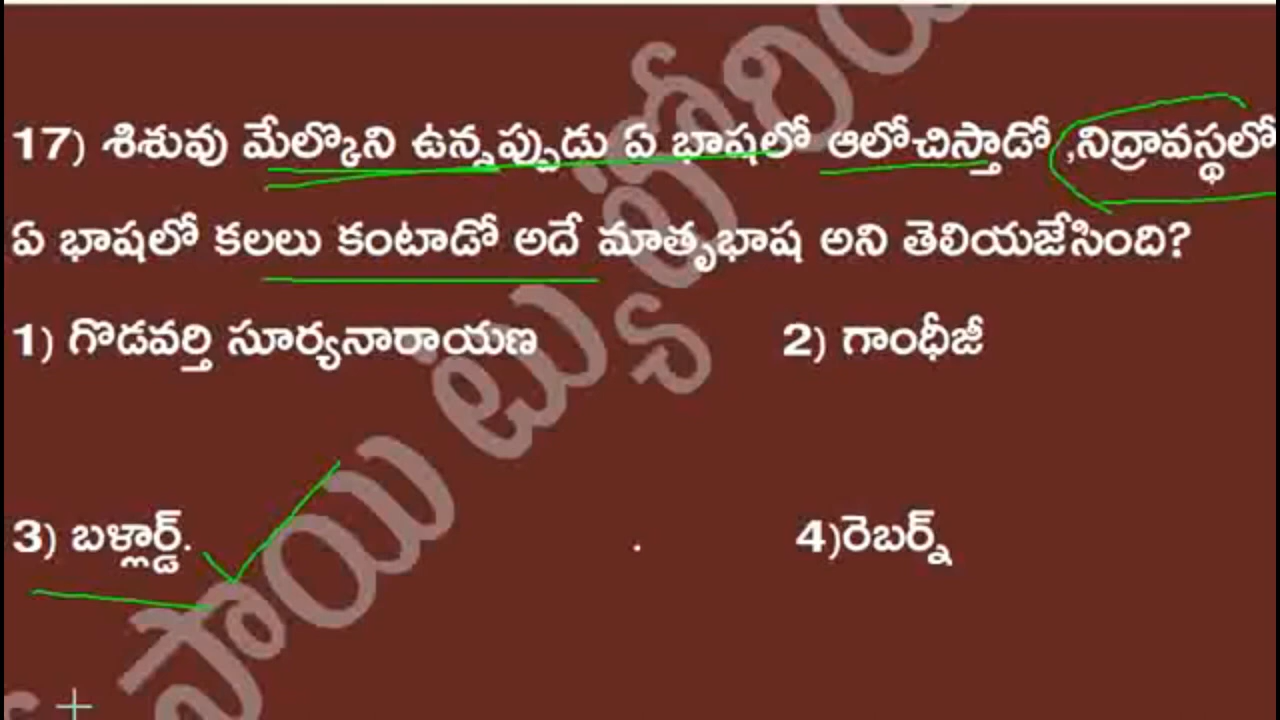 17) శిశువు మేల్కొని ఉన్నప్పుడు ఏ భాషలో ఆలోచిస్తాడో ,నిద్రావస్థలో
ఏ భాషలో కలలు కంటాడో అదే మాతృభాష అని తెలియజేసింది?
1) గొడవర్తి సూర్యనారాయణ 2) గాంధీజీ
3) బళ్లార్డ్. 4)రెబర్న్